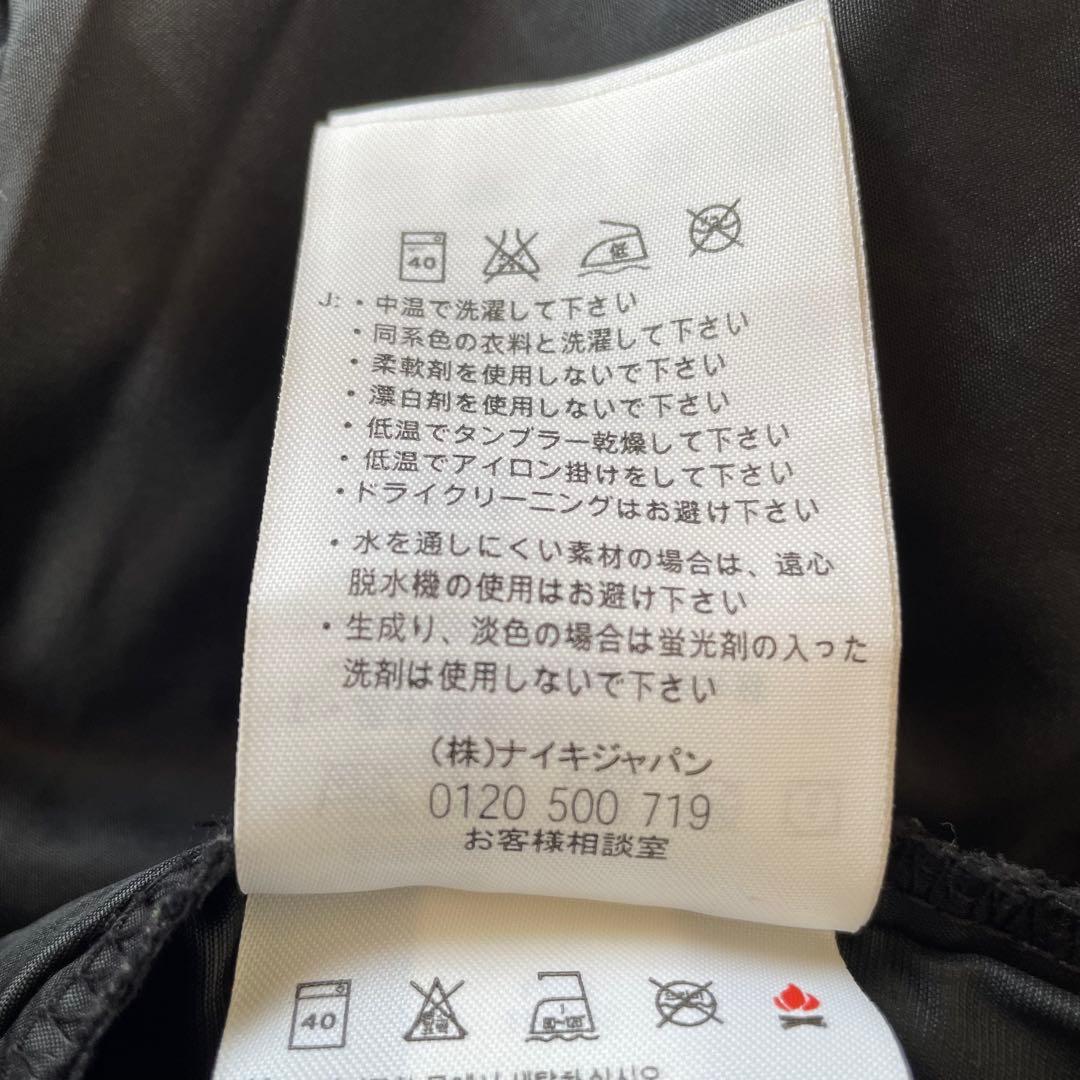 40
低
J: ・中温で洗濯して下さい
・同系色の衣料と洗濯して下さい
・柔軟剤を使用しないで下さい
・漂白剤を使用しないで下さい
・低温でタンブラー乾燥して下さい
・低温でアイロン掛けをして下さい
・ドライクリーニングはお避け下さい
・水を通しにくい素材の場合は、遠心
脱水機の使用はお避け下さい
・生成り、淡色の場合は蛍光剤の入った
洗剤は使用しないで下さい
(株)ナイキジャパン
0120 500 719
お客様相談室
40
1
80-120